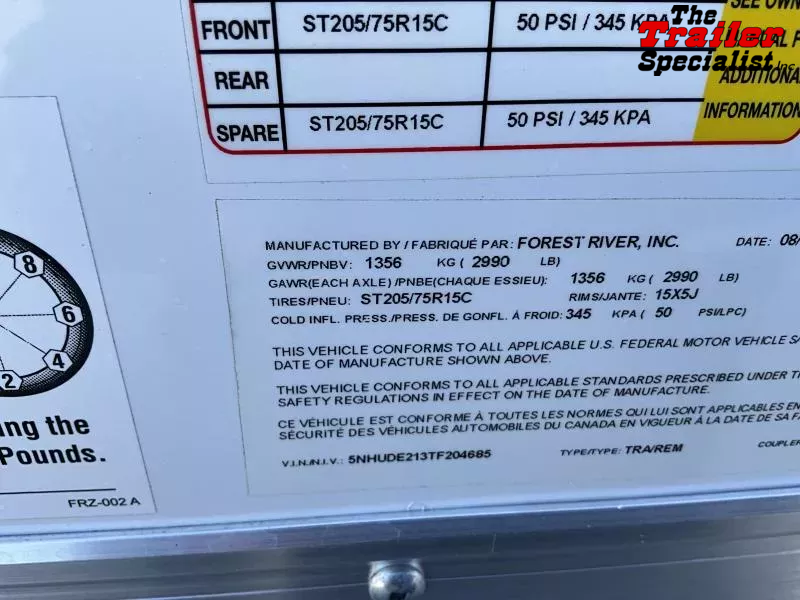 The
Trailer
Specialist Inc.
SEE OWN
ADDITIONA
INFORMATION
FRONT ST205/75R15C 50 PSI / 345 KPA
REAR
SPARE ST205/75R15C 50 PSI / 345 KPA
8
6
4
2
ing the
Pounds.
FRZ-002 A
MANUFACTURED BY / FABRIQUÉ PAR: FOREST RIVER, INC. DATE: 08/
GVWR/PNBV: 1356 KG ( 2990 LB)
GAWR(EACH AXLE) /PNBE(CHAQUE ESSIEU): 1356 KG ( 2990 LB)
TIRES/PNEU: ST205/75R15C RIMS/JANTE: 15X5J
COLD INFL. PRESS./PRESS. DE GONFL. À FROID: 345 KPA ( 50 PSI/LPC)
THIS VEHICLE CONFORMS TO ALL APPLICABLE U.S. FEDERAL MOTOR VEHICLE SA
DATE OF MANUFACTURE SHOWN ABOVE.
THIS VEHICLE CONFORMS TO ALL APPLICABLE STANDARDS PRESCRIBED UNDER TH
SAFETY REGULATIONS IN EFFECT ON THE DATE OF MANUFACTURE.
CE VÉHICULE EST CONFORME À TOUTES LES NORMES QUI LUI SONT APPLICABLES EN
SÉCURITÉ DES VÉHICULES AUTOMOBILES DU CANADA EN VIGUEUR À LA DATE DE SA FA
V.I.N./N.I.V.: 5NHUDE213TF204685 TYPE/TYPE: TRA/REM COUPLER